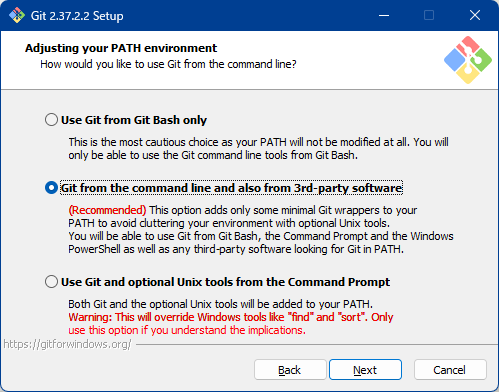 Git 2.37.2.2 Setup
Adjusting your PATH environment
How would you like to use Git from the command line?
Use Git from Git Bash only
This is the most cautious choice as your PATH will not be modified at all. You will
only be able to use the Git command line tools from Git Bash.
Git from the command line and also from 3rd-party software
(Recommended) This option adds only some minimal Git wrappers to your
PATH to avoid cluttering your environment with optional Unix tools.
You will be able to use Git from Git Bash, the Command Prompt and the Windows
PowerShell as well as any third-party software looking for Git in PATH.
Use Git and optional Unix tools from the Command Prompt
Both Git and the optional Unix tools will be added to your PATH.
Warning: This will override Windows tools like "find" and "sort". Only
use this option if you understand the implications.
https://gitforwindows.org/
Back Next Cancel